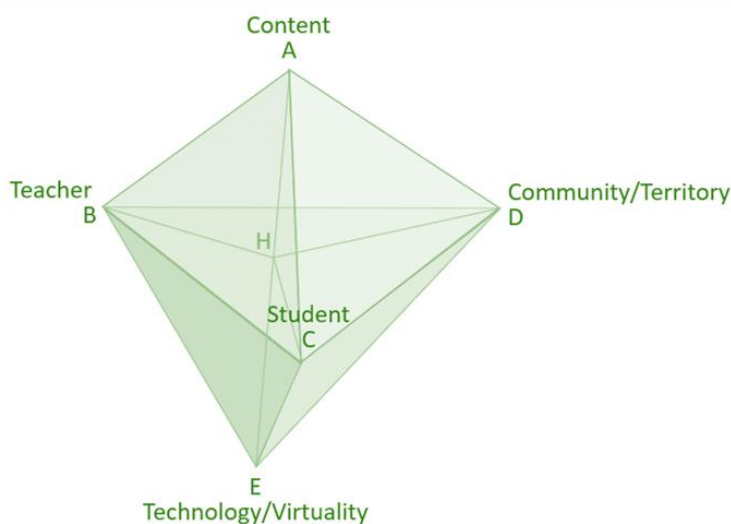 Content
A
Teacher
B
Community/Territory
D
H
Student
C
E
Technology/Virtuality